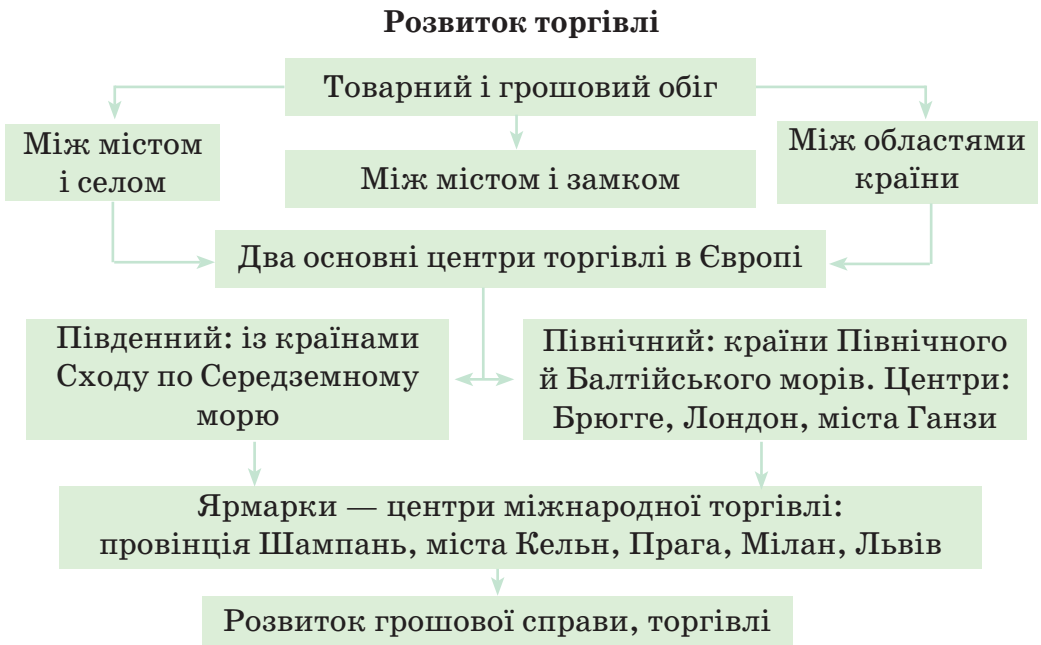 Розвиток торгівлі
Товарний і грошовий обіг
Між містом
і селом
Між містом і замком
Між областями
країни
Два основні центри торгівлі в Європі
Південний: із країнами
Сходу по Середземному
морю
Північний: країни Північного
й Балтійського морів. Центри:
Брюгге, Лондон, міста Ганзи
Ярмарки — центри міжнародної торгівлі:
провінція Шампань, міста Кельн, Прага, Мілан, Львів
Розвиток грошової справи, торгівлі